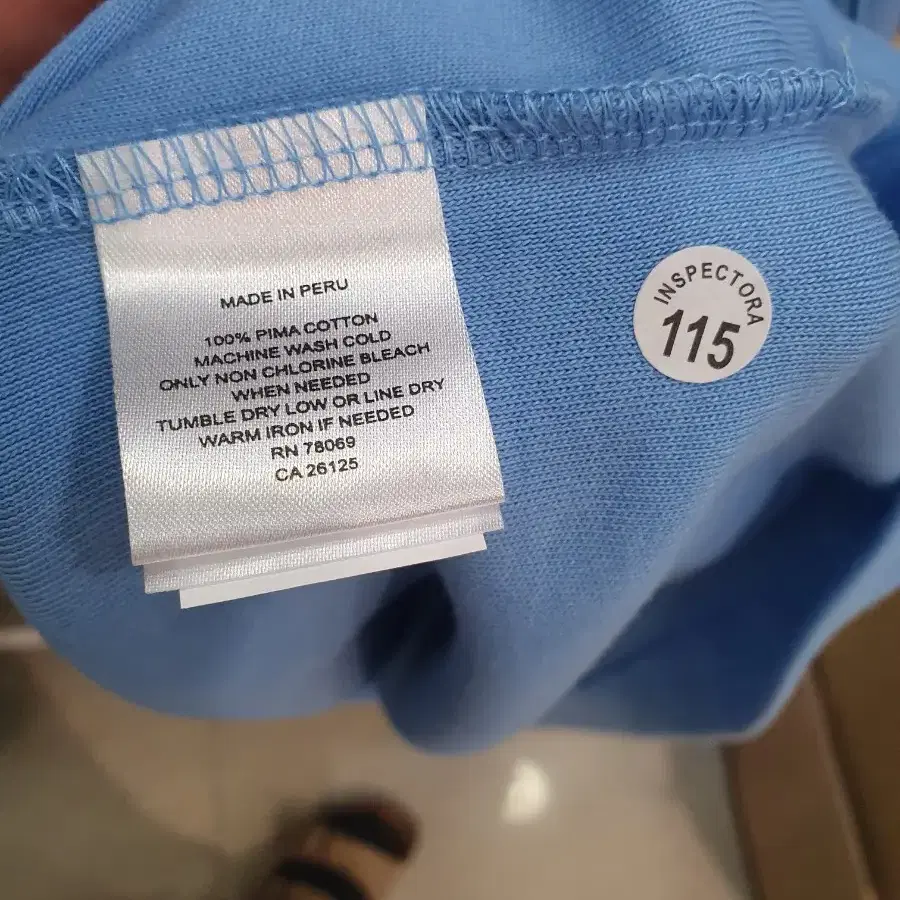 MADE IN PERU
100% PIMA COTTON
MACHINE WASH COLD
ONLY NON CHLORINE BLEACH
WHEN NEEDED
TUMBLE DRY LOW OR LINE DRY
WARM IRON IF NEEDED
RN 78069
CA 26125
INSPECTORA
115